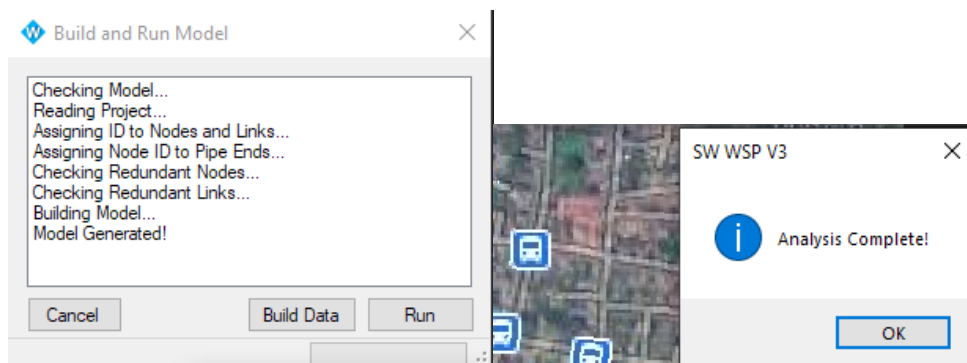 Build and Run Model
Checking Model...
Reading Project...
Assigning ID to Nodes and Links...
Assigning Node ID to Pipe Ends...
Checking Redundant Nodes...
Checking Redundant Links...
Building Model...
Model Generated!
Cancel
Build Data
Run
SW WSP V3
Analysis Complete!
OK